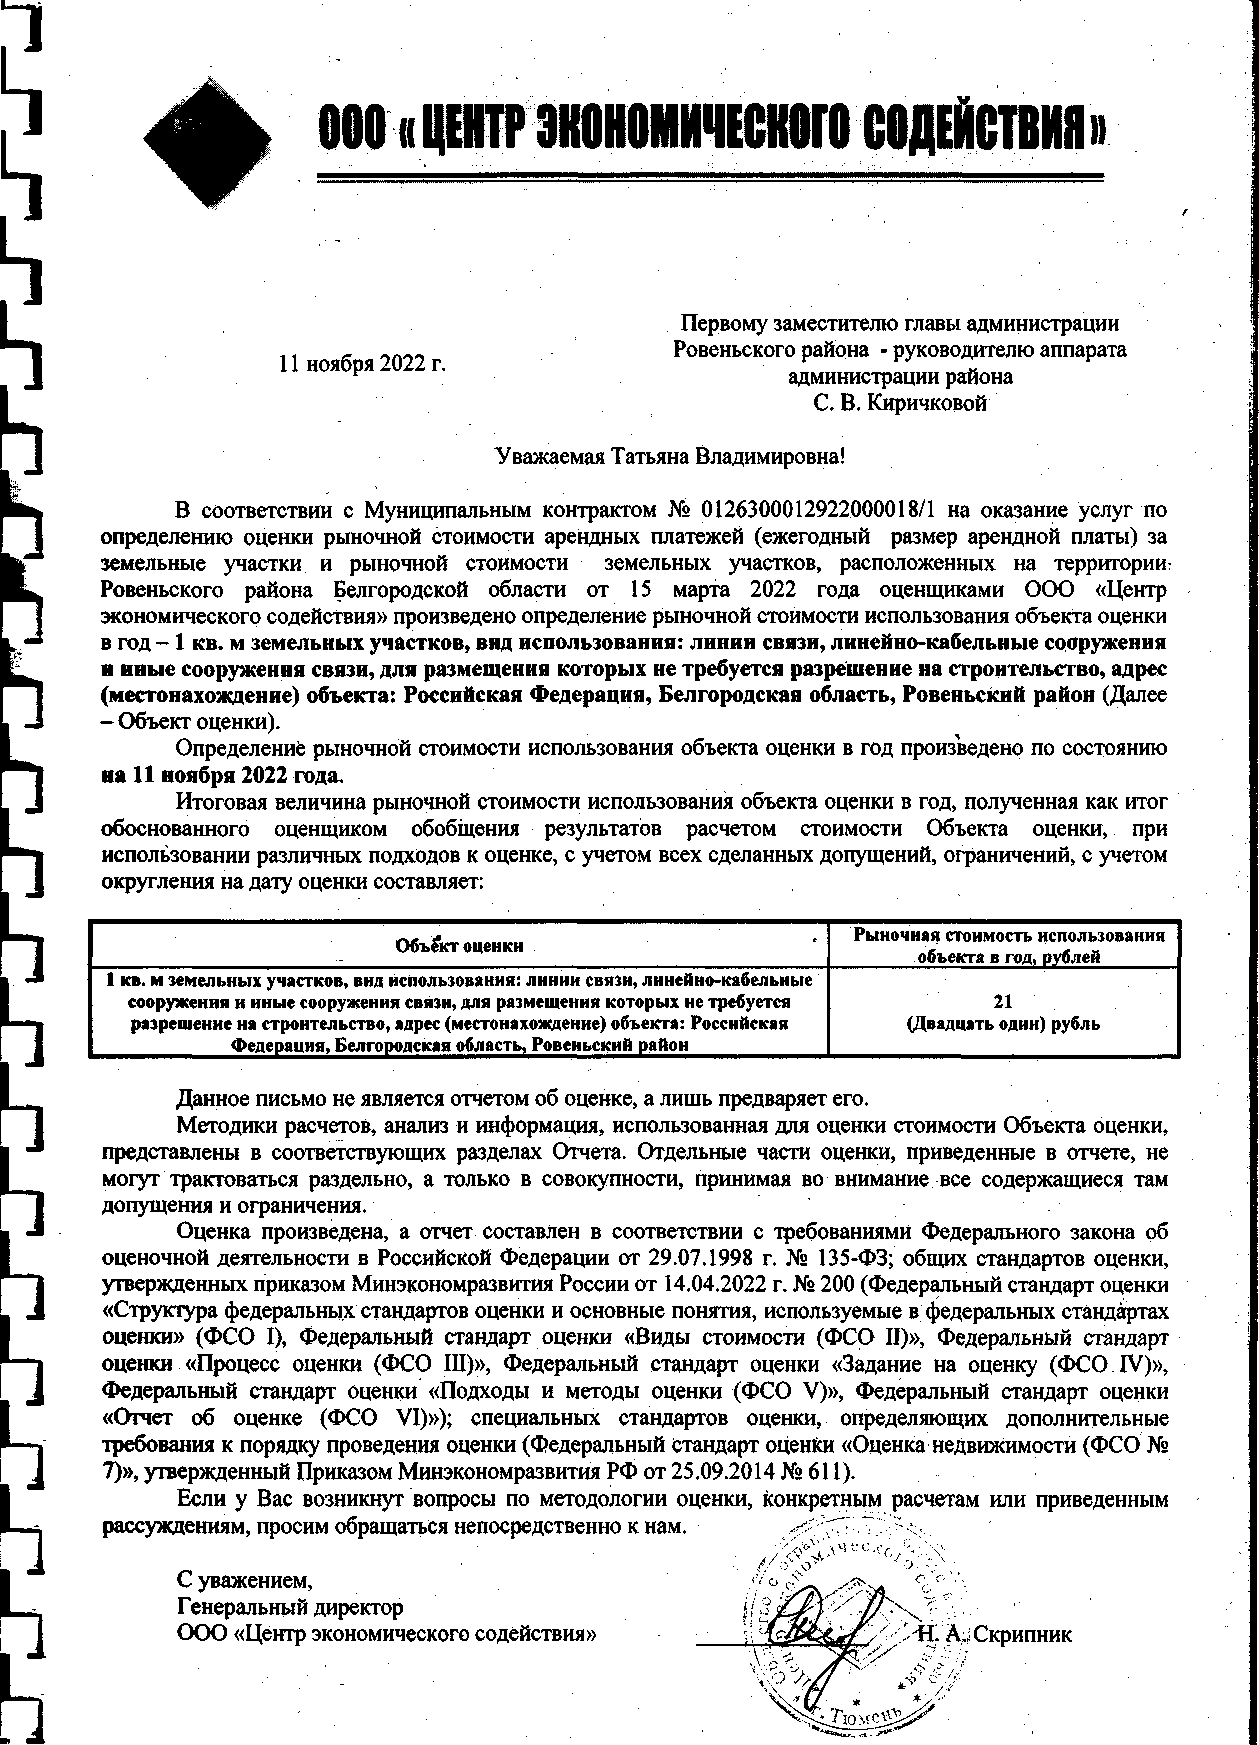 ООО «ЦЕНТР ЭКОНОМИЧЕСКОГО СОДЕЙСТВИЯ»
11 ноября 2022 г.
Первому заместителю главы администрации
Ровеньского района - руководителю аппарата
администрации района
С. В. Киричковой
Уважаемая Татьяна Владимировна!
В соответствии с Муниципальным контрактом № 0126300012922000018/1 на оказание услуг по
определению оценки рыночной стоимости арендных платежей (ежегодный размер арендной платы) за
земельные участки и рыночной стоимости земельных участков, расположенных на территории
Ровеньского района Белгородской области от 15 марта 2022 года оценщиками ООО «Центр
экономического содействия» произведено определение рыночной стоимости использования объекта оценки
в год – 1 кв. м земельных участков, вид использования: линии связи, линейно-кабельные сооружения
и иные сооружения связи, для размещения которых не требуется разрешение на строительство, адрес
(местонахождение) объекта: Российская Федерация, Белгородская область, Ровеньский район (Далее
– Объект оценки).
Определение рыночной стоимости использования объекта оценки в год произведено по состоянию
на 11 ноября 2022 года.
Итоговая величина рыночной стоимости использования объекта оценки в год, полученная как итог
обоснованного оценщиком обобщения результатов расчетом стоимости Объекта оценки, при
использовании различных подходов к оценке, с учетом всех сделанных допущений, ограничений, с учетом
округления на дату оценки составляет:
Объект оценки
Рыночная стоимость использования
объекта в год, рублей
1 кв. м земельных участков, вид использования: линии связи, линейно-кабельные
сооружения и иные сооружения связи, для размещения которых не требуется
разрешение на строительство, адрес (местонахождение) объекта: Российская
Федерация, Белгородская область, Ровеньский район
21
(Двадцать один) рубль
Данное письмо не является отчетом об оценке, а лишь предваряет его.
Методики расчетов, анализ и информация, использованная для оценки стоимости Объекта оценки,
представлены в соответствующих разделах Отчета. Отдельные части оценки, приведенные в отчете, не
могут трактоваться раздельно, а только в совокупности, принимая во внимание все содержащиеся там
допущения и ограничения.
Оценка произведена, а отчет составлен в соответствии с требованиями Федерального закона об
оценочной деятельности в Российской Федерации от 29.07.1998 г. № 135-ФЗ; общих стандартов оценки,
утвержденных приказом Минэкономразвития России от 14.04.2022 г. № 200 (Федеральный стандарт оценки
«Структура федеральных стандартов оценки и основные понятия, используемые в федеральных стандартах
оценки» (ФСО I), Федеральный стандарт оценки «Виды стоимости (ФСО II)», Федеральный стандарт
оценки «Процесс оценки (ФСО III)», Федеральный стандарт оценки «Задание на оценку (ФСО IV)»,
Федеральный стандарт оценки «Подходы и методы оценки (ФСО V)», Федеральный стандарт оценки
«Отчет об оценке (ФСО VI)»); специальных стандартов оценки, определяющих дополнительные
требования к порядку проведения оценки (Федеральный стандарт оценки «Оценка недвижимости (ФСО №
7)», утвержденный Приказом Минэкономразвития РФ от 25.09.2014 № 611).
Если у Вас возникнут вопросы по методологии оценки, конкретным расчетам или приведенным
рассуждениям, просим обращаться непосредственно к нам.
С уважением,
Генеральный директор
ООО «Центр экономического содействия»
Н. А. Скрипник
г. Тюмень